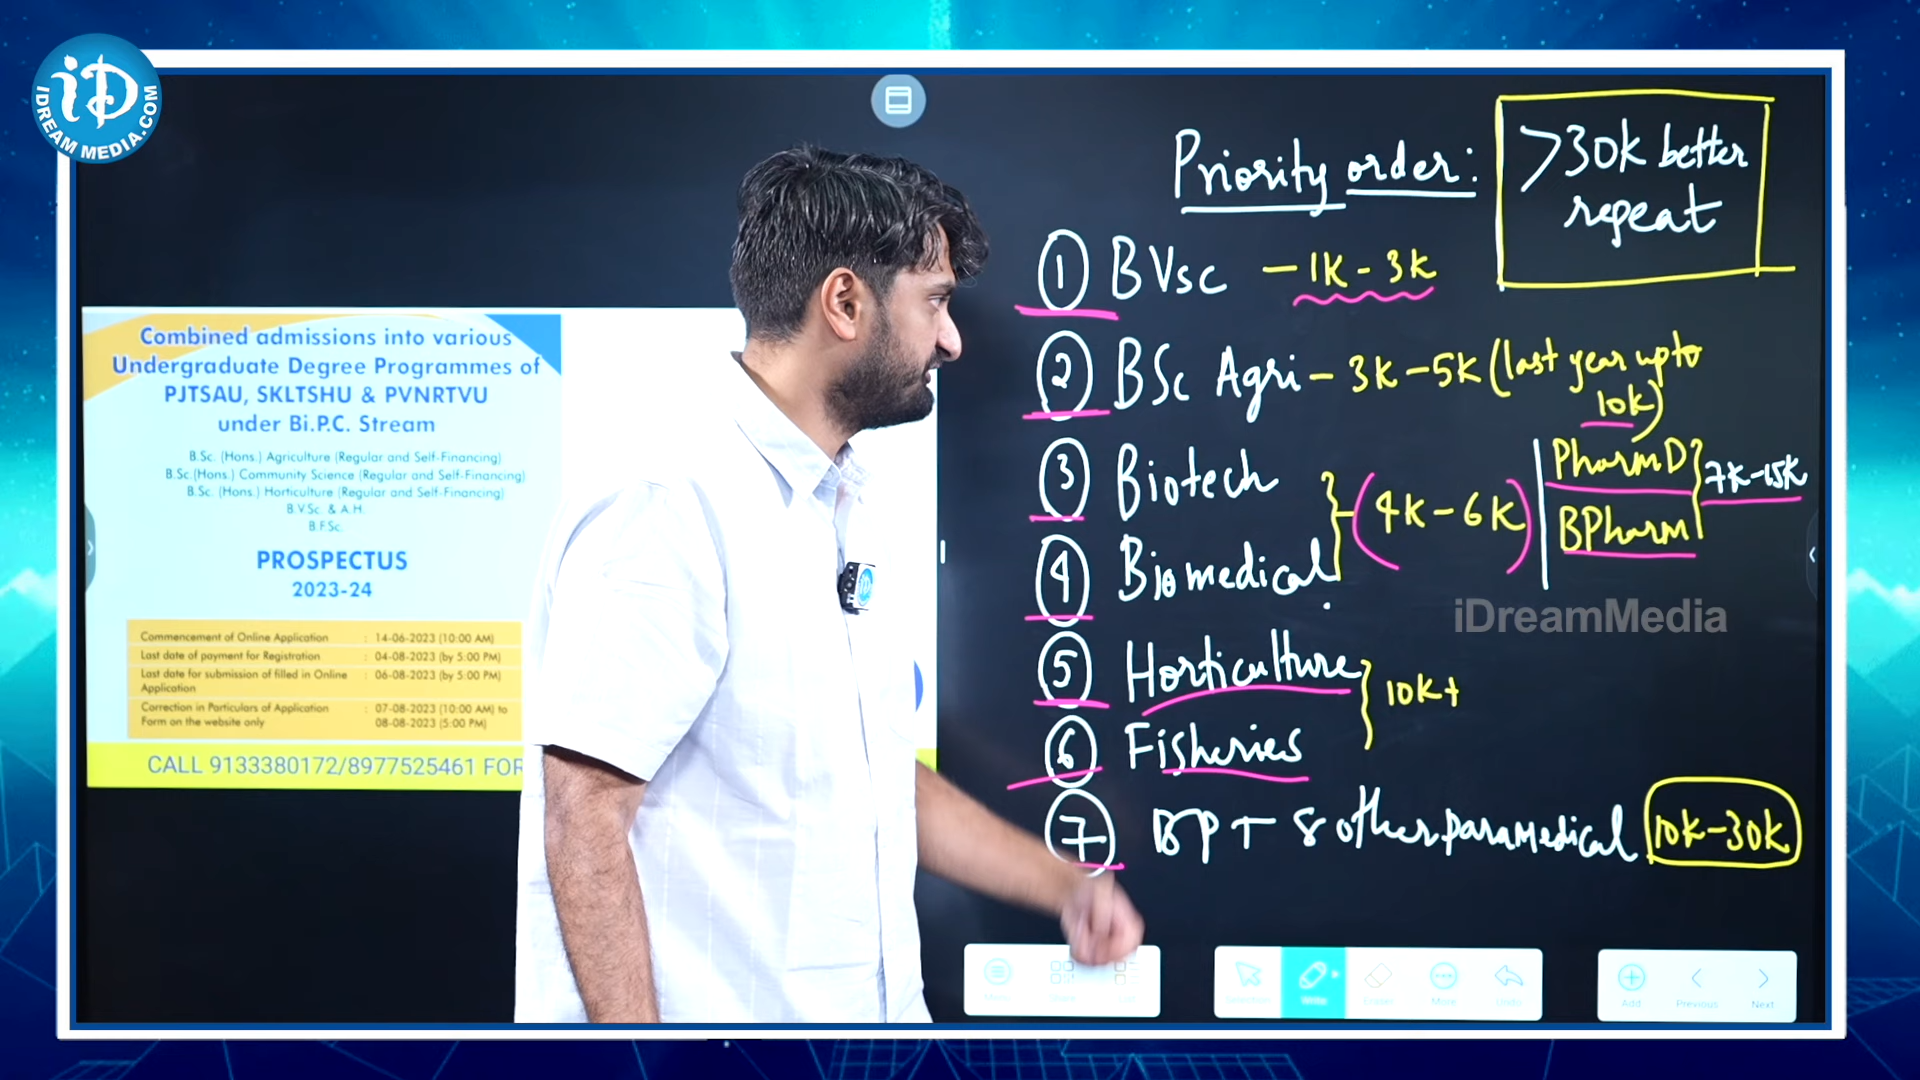 iD
IDREAM MEDIA.COM
Combined admissions into various
Undergraduate Degree Programmes of
PJTSAU, SKLTSHU & PVNRTVU
under Bi.P.C. Stream
B.Sc. (Hons.) Agriculture (Regular and Self-Financing)
B.Sc.(Hons.) Community Science (Regular and Self-Financing)
B.Sc. (Hons.) Horticulture (Regular and Self-Financing)
B.V.Sc. & A.H.
B.F.Sc.
PROSPECTUS
2023-24
Commencement of Online Application : 14-06-2023 (10:00 AM)
Last date of payment for Registration : 04-08-2023 (by 5:00 PM)
Last date for submission of filled in Online : 06-08-2023 (by 5:00 PM)
Application
Correction in Particulars of Application : 07-08-2023 (10:00 AM) to
Form on the website only 08-08-2023 (5:00 PM)
CALL 9133380172/8977525461 FOR
iD
Priority order:
>30k better
repeat
1 BVsc - 1K - 3K
2 BSc Agri - 3K - 5K (last year upto
10k)
3 Biotech
4 Biomedical
(4K - 6K)
PharmD
BPharm
7K-15K
iDreamMedia
5 Horticulture
6 Fisheries
10K+
7 BPT & other paramedical 10K-30K
More
Undo
Add
Previous
Next